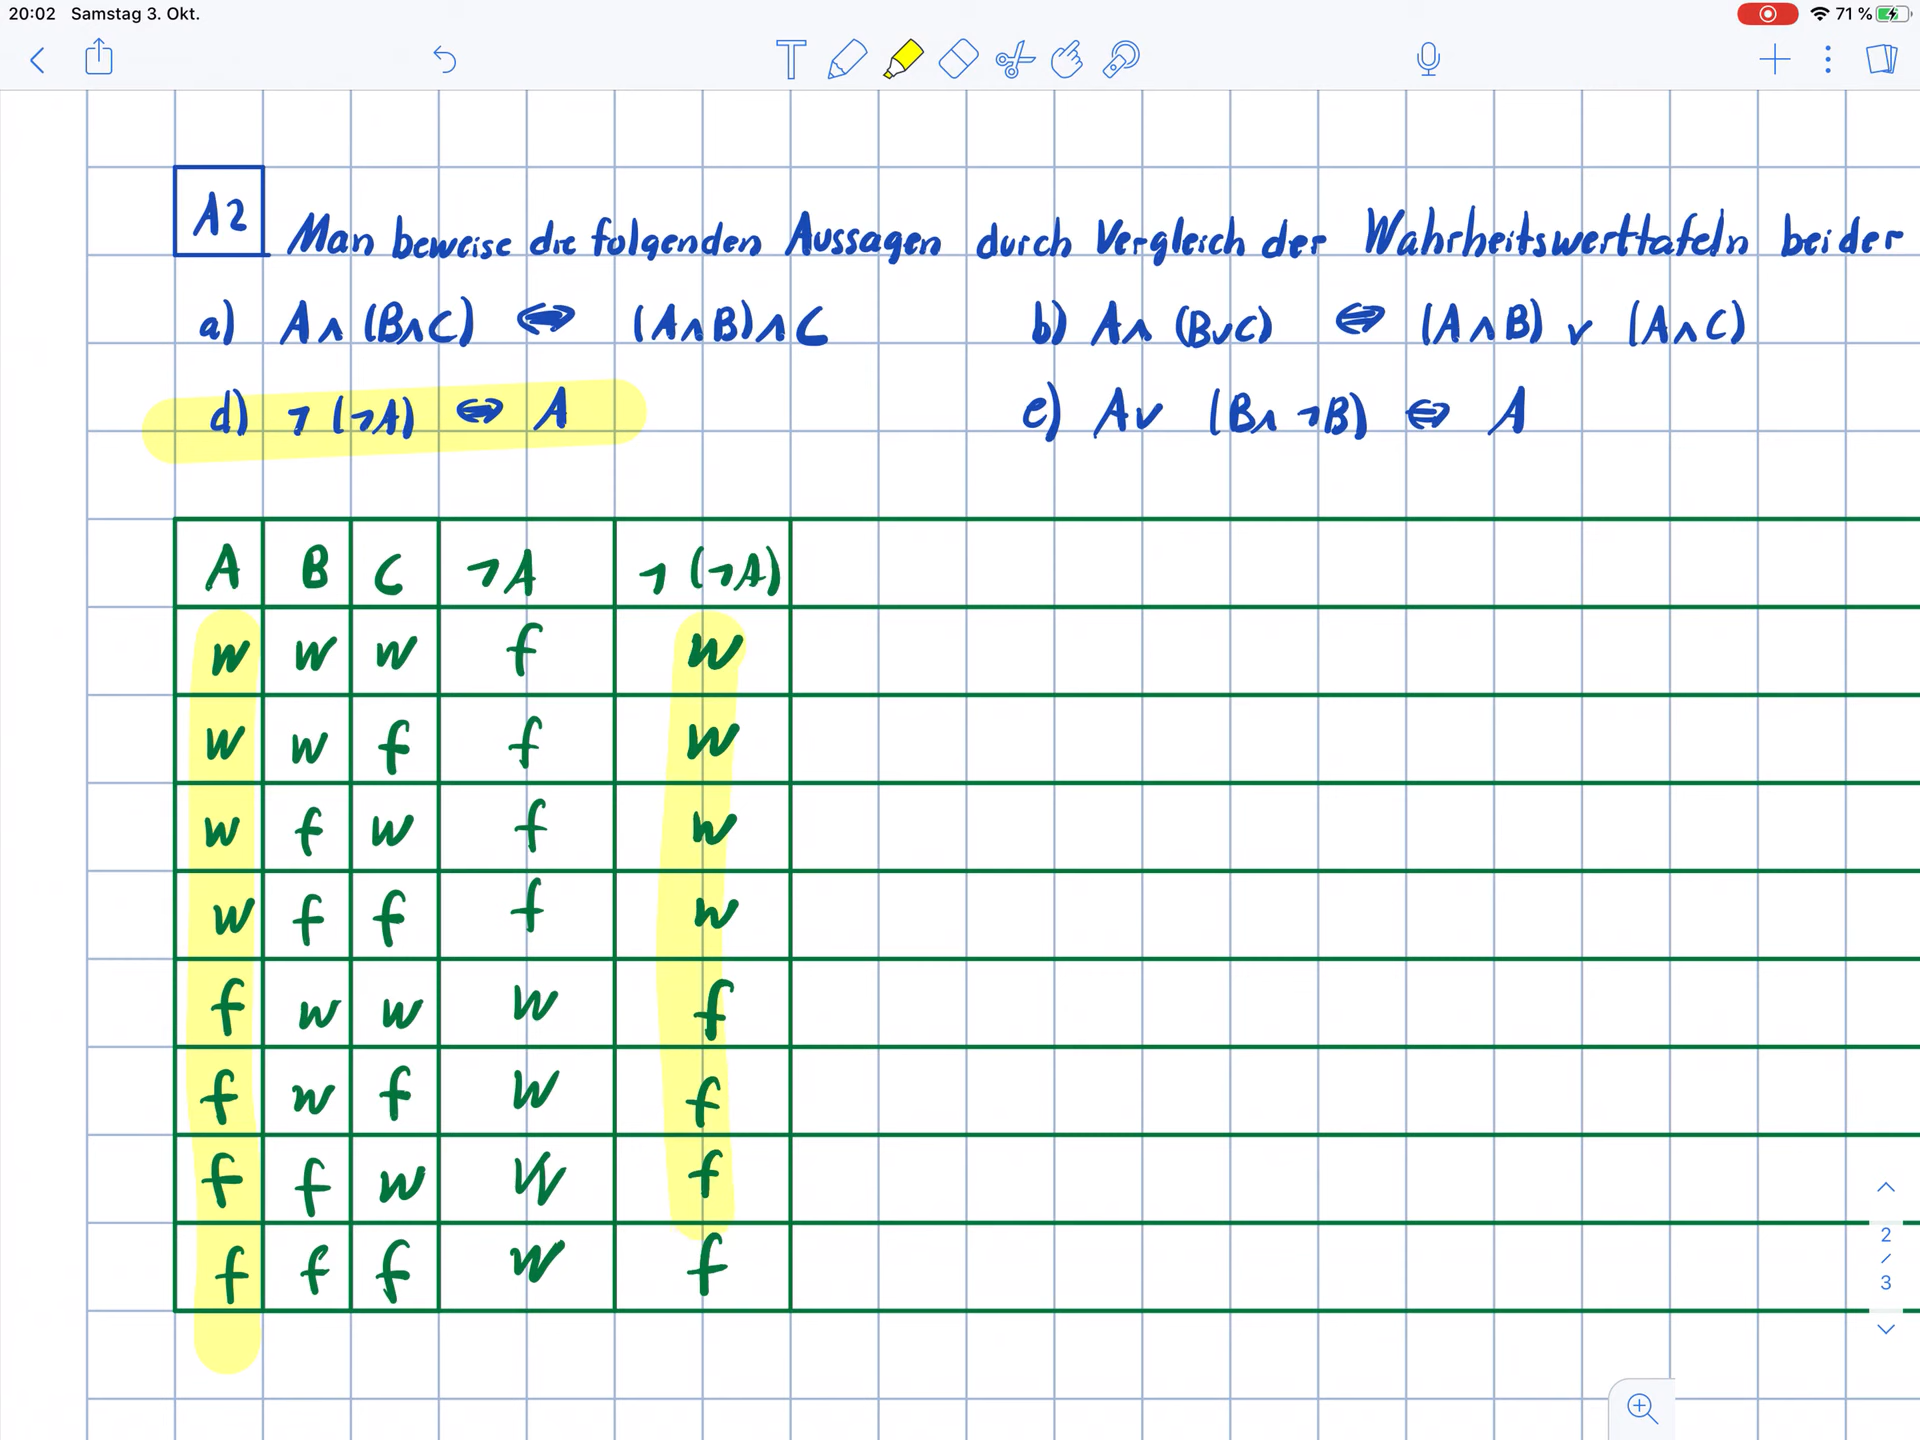 20:02 Samstag 3. Okt. 71 %
T
A2 Man beweise die folgenden Aussagen durch Vergleich der Wahrheitswerttafeln beider
a) A∧ (B∧C) ⇔ (A∧B)∧C b) A∧ (B∨C) ⇔ (A∧B) ∨ (A∧C)
d) ¬(¬A) ⇔ A e) A∨ (B∧ ¬B) ⇔ A
A B C ¬A ¬(¬A)
w w w f w
w w f f w
w f w f w
w f f f w
f w w w f
f w f w f
f f w w f
f f f w f
2
/
3